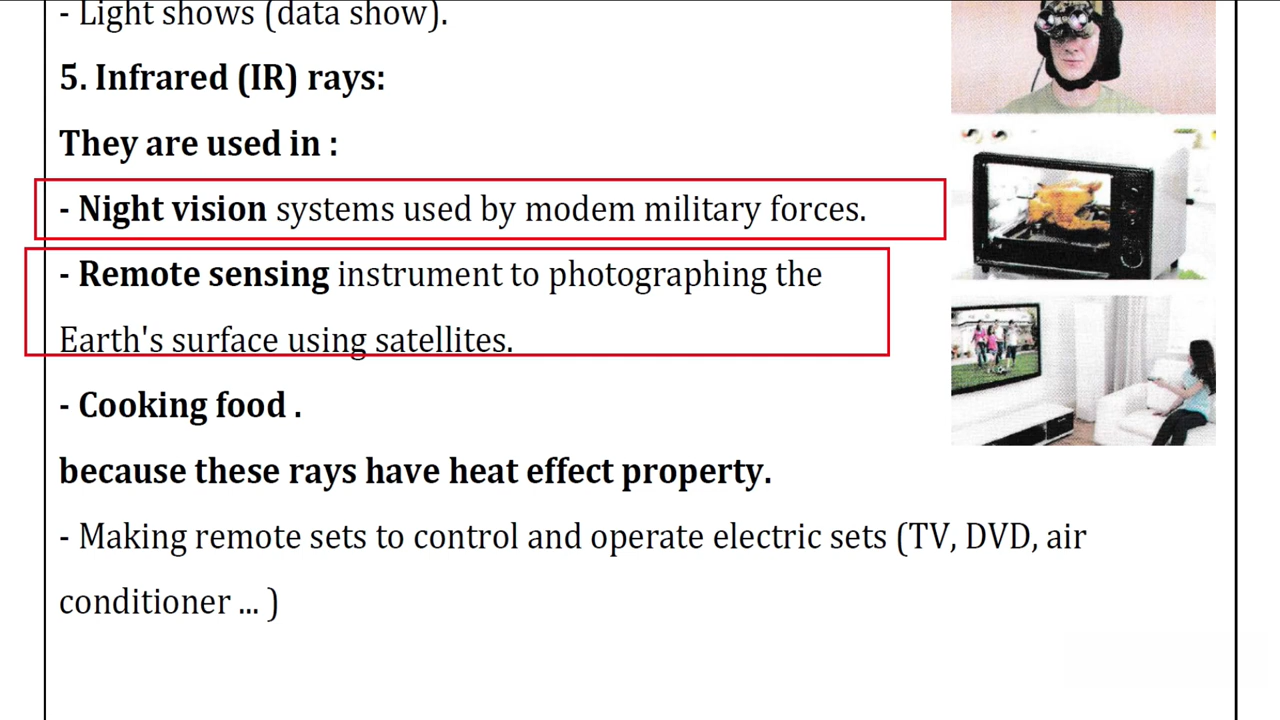 - Light shows (data show).
5. Infrared (IR) rays:
They are used in :
- Night vision systems used by modem military forces.
- Remote sensing instrument to photographing the
Earth's surface using satellites.
- Cooking food .
because these rays have heat effect property.
- Making remote sets to control and operate electric sets (TV, DVD, air
conditioner ... )